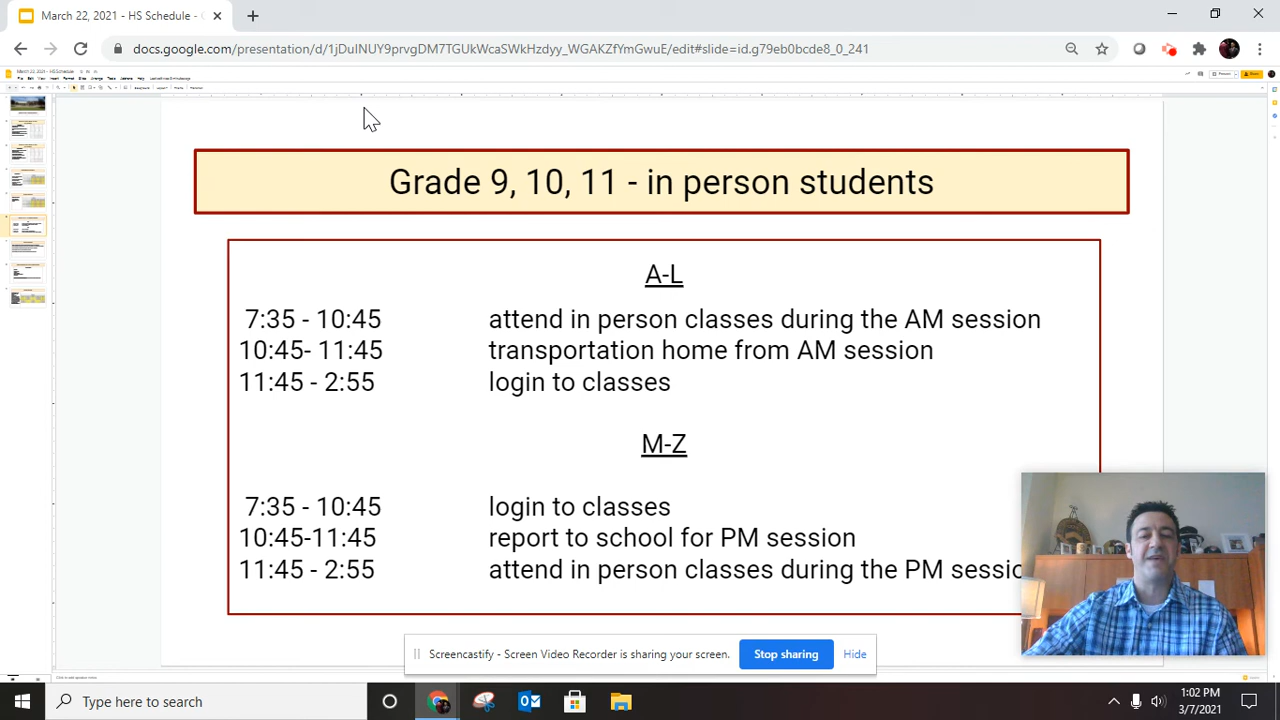 March 22, 2021 - HS Schedule -
docs.google.com/presentation/d/1jDuINUY9prvgDM7TGUkWcaSWkHzdyy_WGAKZfYmGwuE/edit#slide=id.g79eb0bcde8_0_241
March 22, 2021 - HS Schedule
Grade 9, 10, 11 - in person students
A-L
7:35 - 10:45 attend in person classes during the AM session
10:45- 11:45 transportation home from AM session
11:45 - 2:55 login to classes
M-Z
7:35 - 10:45 login to classes
10:45-11:45 report to school for PM session
11:45 - 2:55 attend in person classes during the PM sessio
Screencastify - Screen Video Recorder is sharing your screen.
Stop sharing
Hide
Type here to search
1:02 PM
3/7/2021